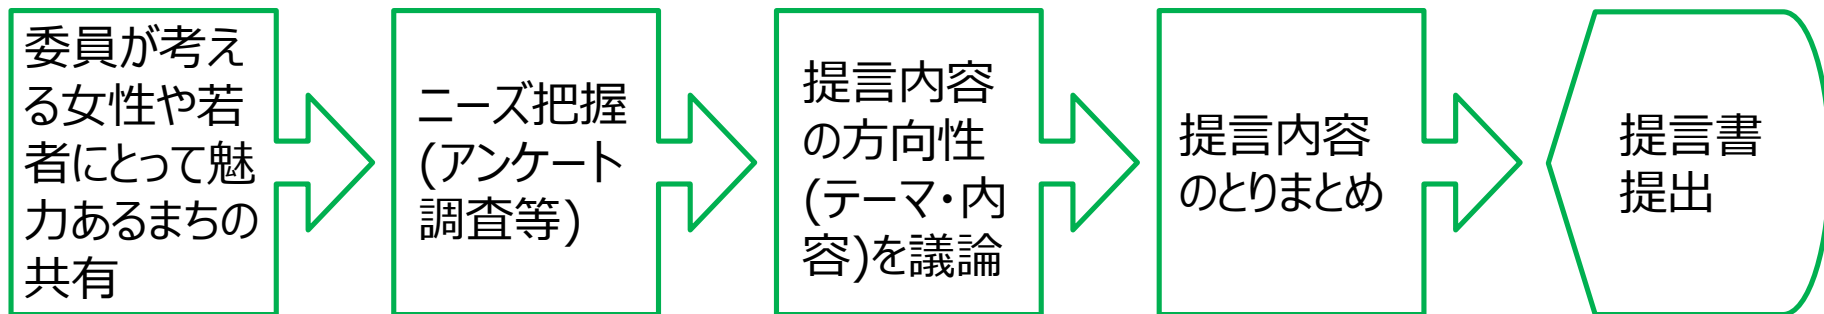 委員が考え
る女性や若
者にとって魅
力あるまちの
共有
ニーズ把握
(アンケート
調査等)
提言内容
の方向性
(テーマ・内
容)を議論
提言内容
のとりまとめ
提言書
提出